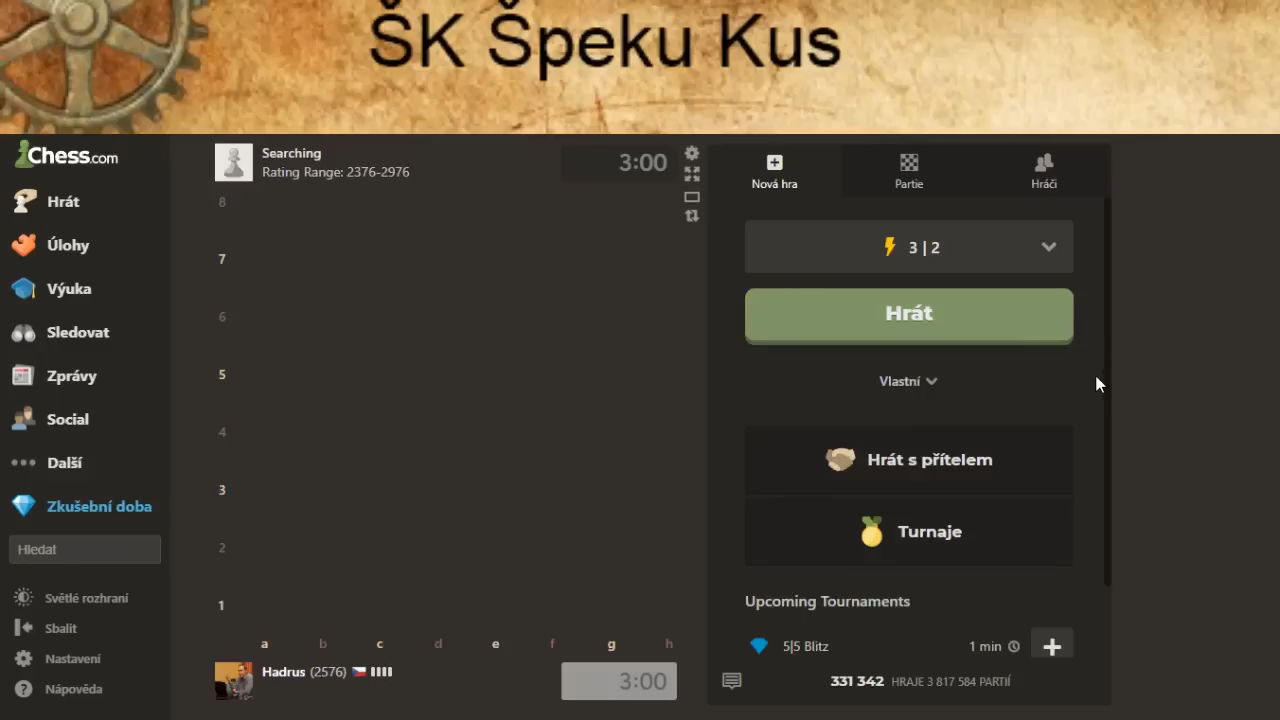 ŠK Špeku Kus
Chess.com
Hrát
Úlohy
Výuka
Sledovat
Zprávy
Social
Další
Zkušební doba
Hledat
Světlé rozhraní
Sbalit
Nastavení
Nápověda
Searching
Rating Range: 2376-2976
3:00
8
7
6
5
4
3
2
1
a b c d e f g h
Hadrus (2576)
3:00
Nová hra
Partie
Hráči
3 | 2
Hrát
Vlastní
Hrát s přítelem
Turnaje
Upcoming Tournaments
5|5 Blitz 1 min
331 342 HRAJE 3 817 584 PARTIÍ